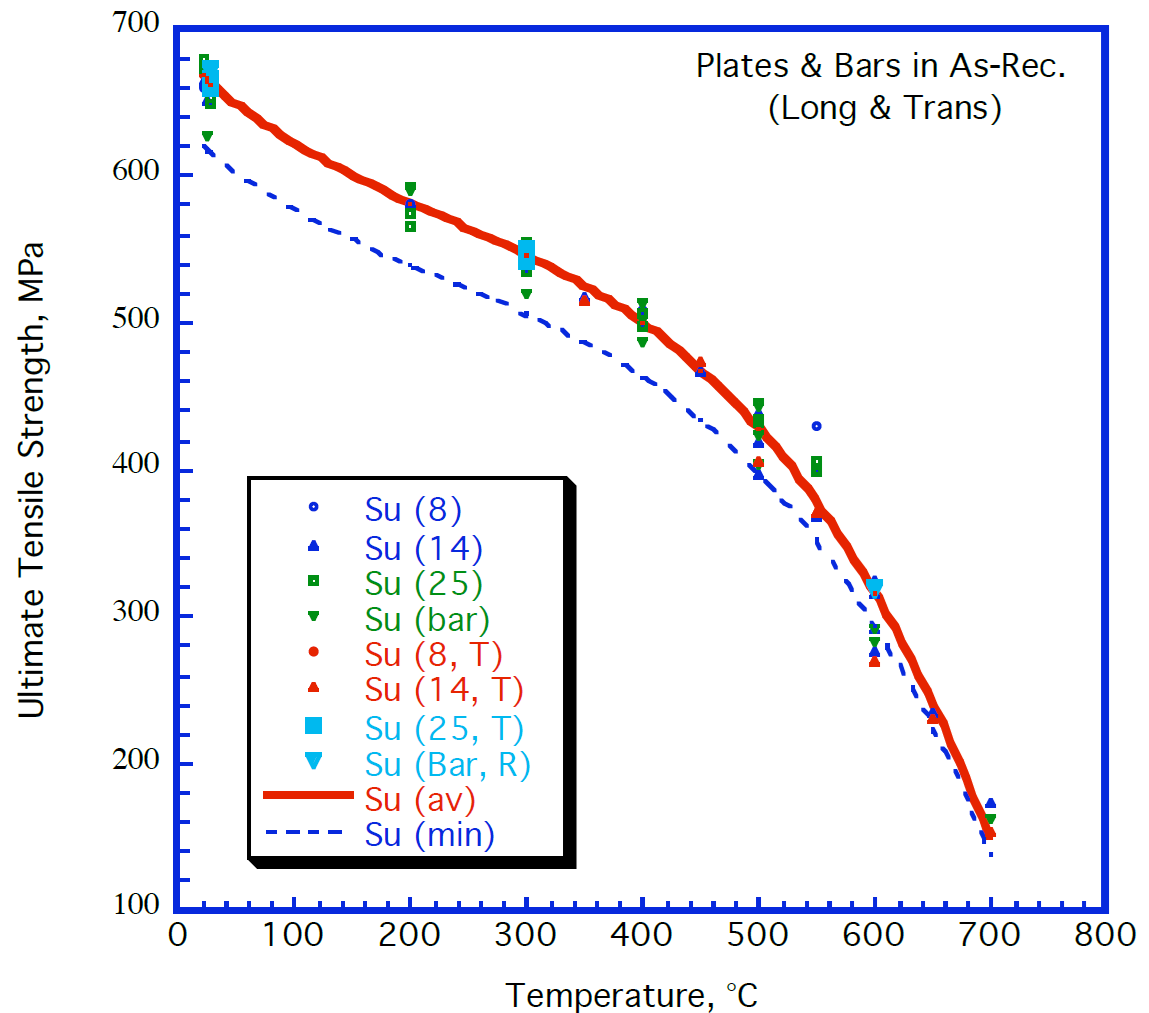 700
600
500
400
300
200
100
Ultimate Tensile Strength, MPa
Plates & Bars in As-Rec.
(Long & Trans)
Su (8)
Su (14)
Su (25)
Su (bar)
Su (8, T)
Su (14, T)
Su (25, T)
Su (Bar, R)
Su (av)
Su (min)
0 100 200 300 400 500 600 700 800
Temperature, °C